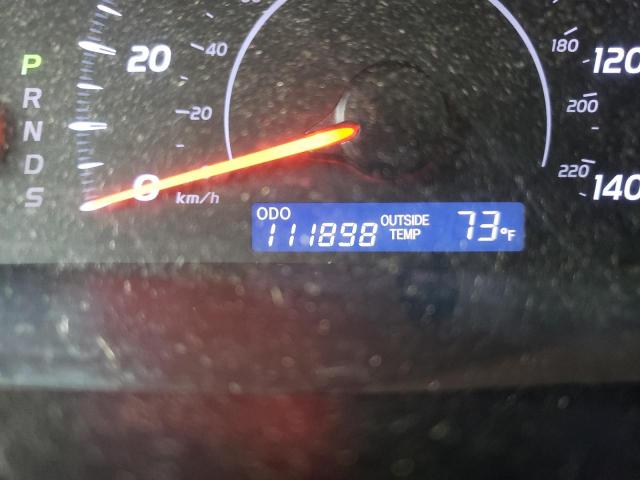 180
120
P
20
40
R
200
20
N
D
220
140
S
0
km/h
ODO
111898
OUTSIDE
TEMP
73°F